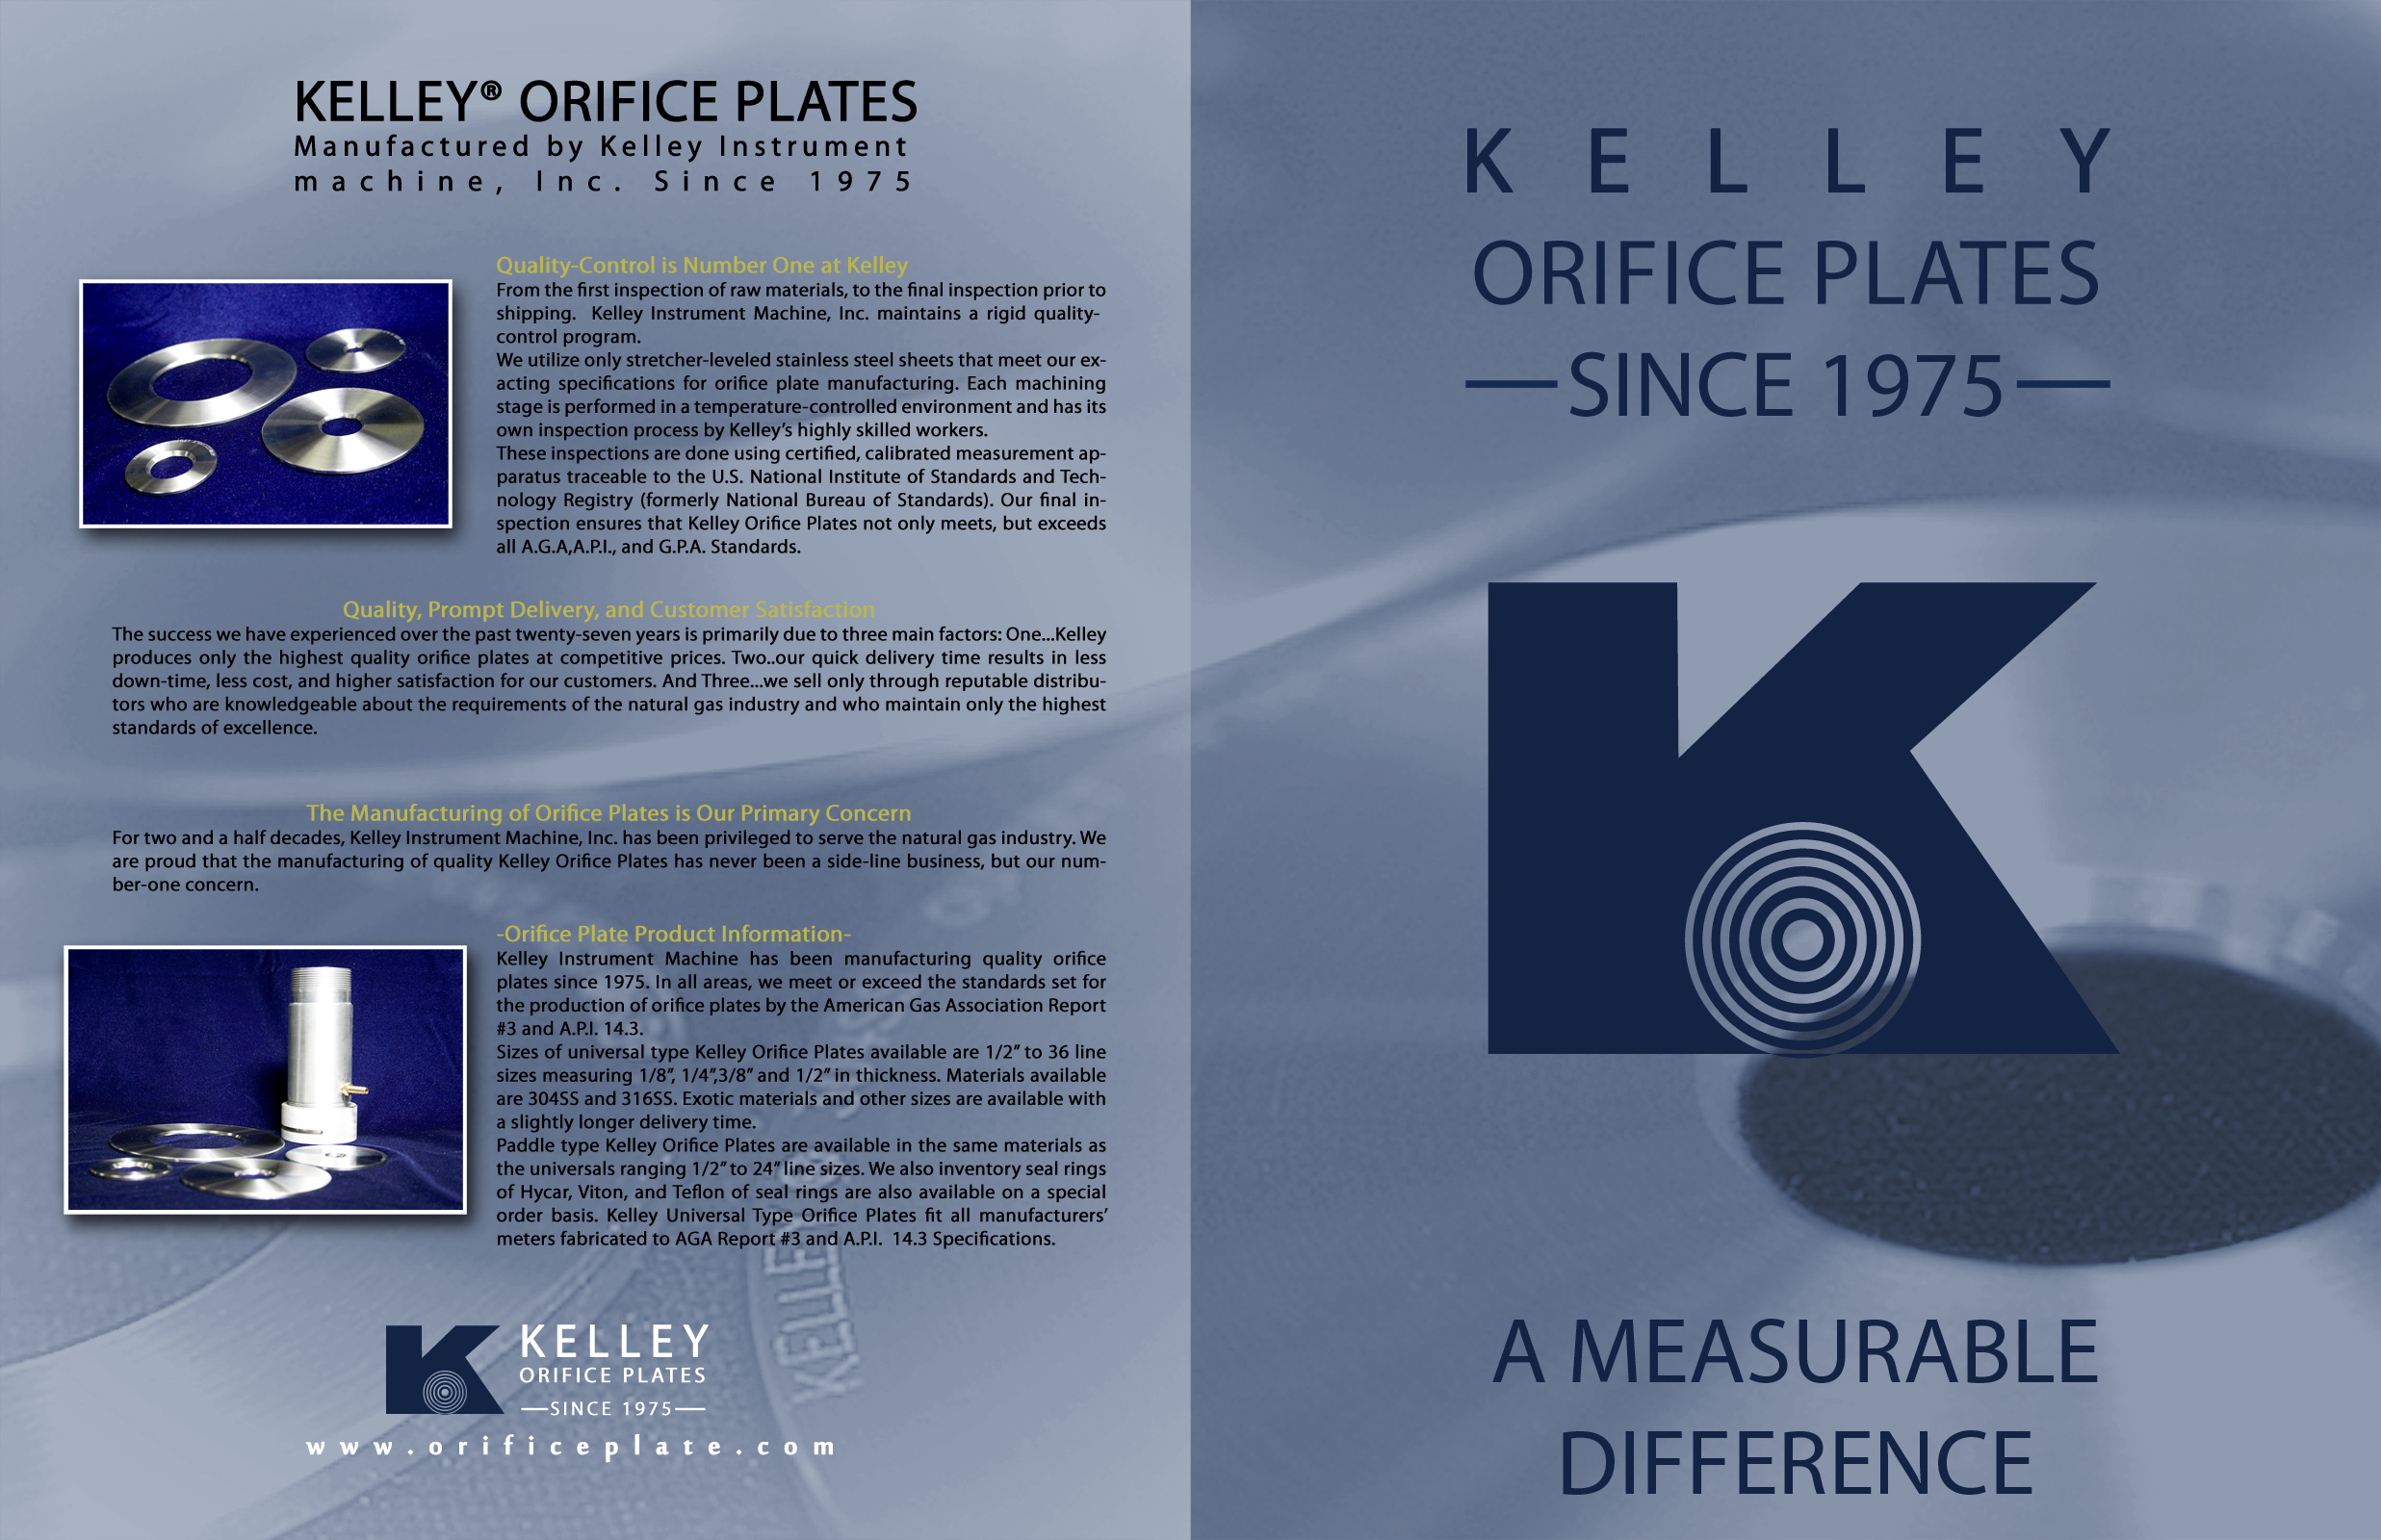 KELLEY® ORIFICE PLATES
Manufactured by Kelley Instrument
machine, Inc. Since 1975
Quality-Control is Number One at Kelley
From the first inspection of raw materials, to the final inspection prior to
shipping. Kelley Instrument Machine, Inc. maintains a rigid quality-
control program.
We utilize only stretcher-leveled stainless steel sheets that meet our ex-
acting specifications for orifice plate manufacturing. Each machining
stage is performed in a temperature-controlled environment and has its
own inspection process by Kelley’s highly skilled workers.
These inspections are done using certified, calibrated measurement ap-
paratus traceable to the U.S. National Institute of Standards and Tech-
nology Registry (formerly National Bureau of Standards). Our final in-
spection ensures that Kelley Orifice Plates not only meets, but exceeds
all A.G.A,A.P.I., and G.P.A. Standards.
Quality, Prompt Delivery, and Customer Satisfaction
The success we have experienced over the past twenty-seven years is primarily due to three main factors: One...Kelley
produces only the highest quality orifice plates at competitive prices. Two..our quick delivery time results in less
down-time, less cost, and higher satisfaction for our customers. And Three...we sell only through reputable distribu-
tors who are knowledgeable about the requirements of the natural gas industry and who maintain only the highest
standards of excellence.
The Manufacturing of Orifice Plates is Our Primary Concern
For two and a half decades, Kelley Instrument Machine, Inc. has been privileged to serve the natural gas industry. We
are proud that the manufacturing of quality Kelley Orifice Plates has never been a side-line business, but our num-
ber-one concern.
-Orifice Plate Product Information-
Kelley Instrument Machine has been manufacturing quality orifice
plates since 1975. In all areas, we meet or exceed the standards set for
the production of orifice plates by the American Gas Association Report
#3 and A.P.I. 14.3.
Sizes of universal type Kelley Orifice Plates available are 1/2” to 36 line
sizes measuring 1/8”, 1/4”,3/8” and 1/2” in thickness. Materials available
are 304SS and 316SS. Exotic materials and other sizes are available with
a slightly longer delivery time.
Paddle type Kelley Orifice Plates are available in the same materials as
the universals ranging 1/2” to 24” line sizes. We also inventory seal rings
of Hycar, Viton, and Teflon of seal rings are also available on a special
order basis. Kelley Universal Type Orifice Plates fit all manufacturers’
meters fabricated to AGA Report #3 and A.P.I. 14.3 Specifications.
KELLEY®
K
KELLEY
ORIFICE PLATES
—SINCE 1975—
www.orificeplate.com
KELLEY
ORIFICE PLATES
—SINCE 1975—
K
A MEASURABLE
DIFFERENCE